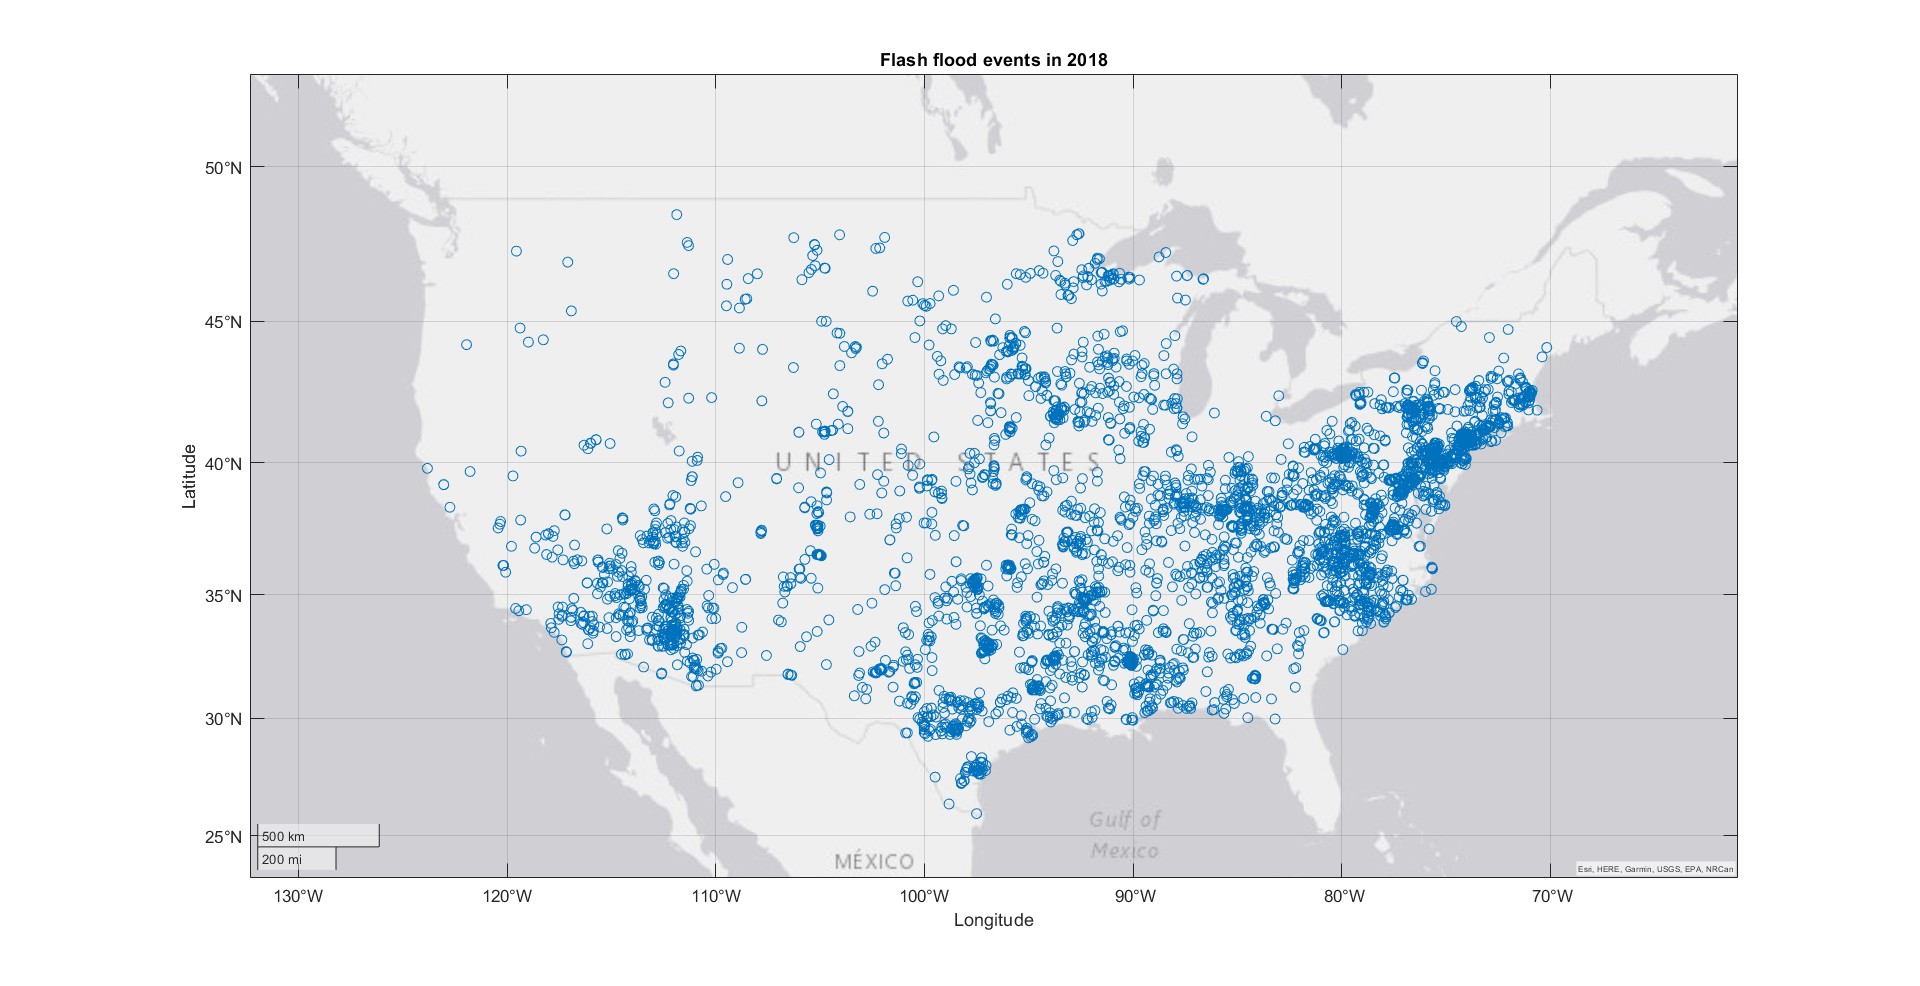 Flash flood events in 2018
50°N
45°N
UNITED STATES
40°N
Latitude
35°N
30°N
Gulf of
Mexico
25°N
500 km
200 mi
MÉXICO
Esri, HERE, Garmin, USGS, EPA, NRCan
130°W 120°W 110°W 100°W 90°W 80°W 70°W
Longitude